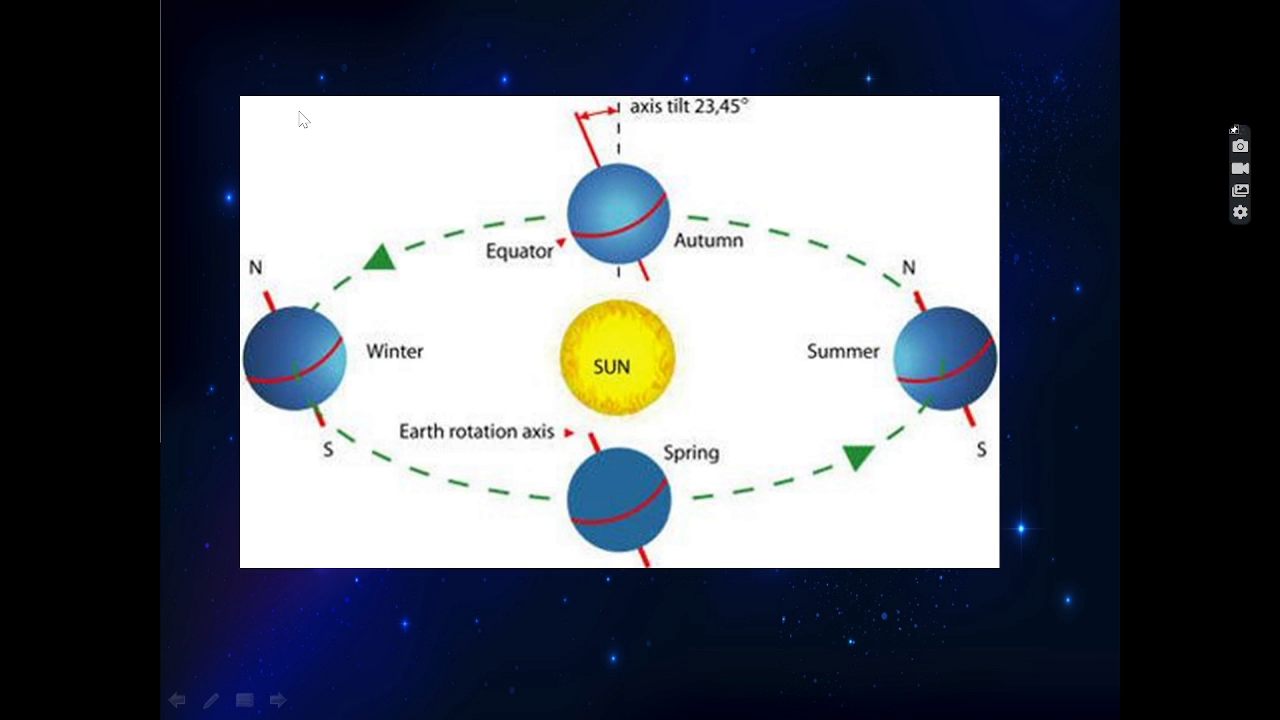 axis tilt 23,45°
Equator
Autumn
N
N
Winter
SUN
Summer
Earth rotation axis
Spring
S
S